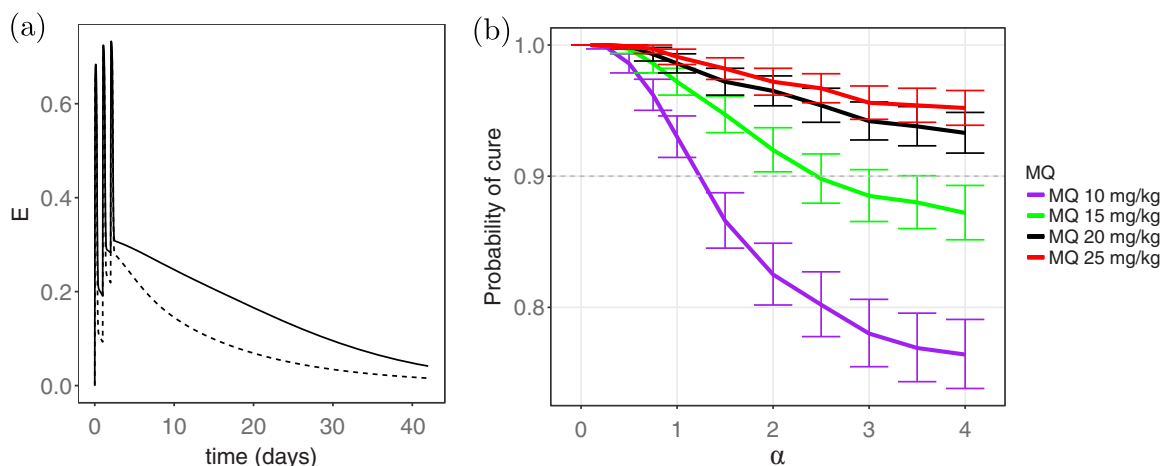 (a)
E
0.6
0.4
0.2
0.0
0 10 20 30 40
time (days)
(b)
Probability of cure
1.0
0.9
0.8
0 1 2 3 4
α
MQ
MQ 10 mg/kg
MQ 15 mg/kg
MQ 20 mg/kg
MQ 25 mg/kg